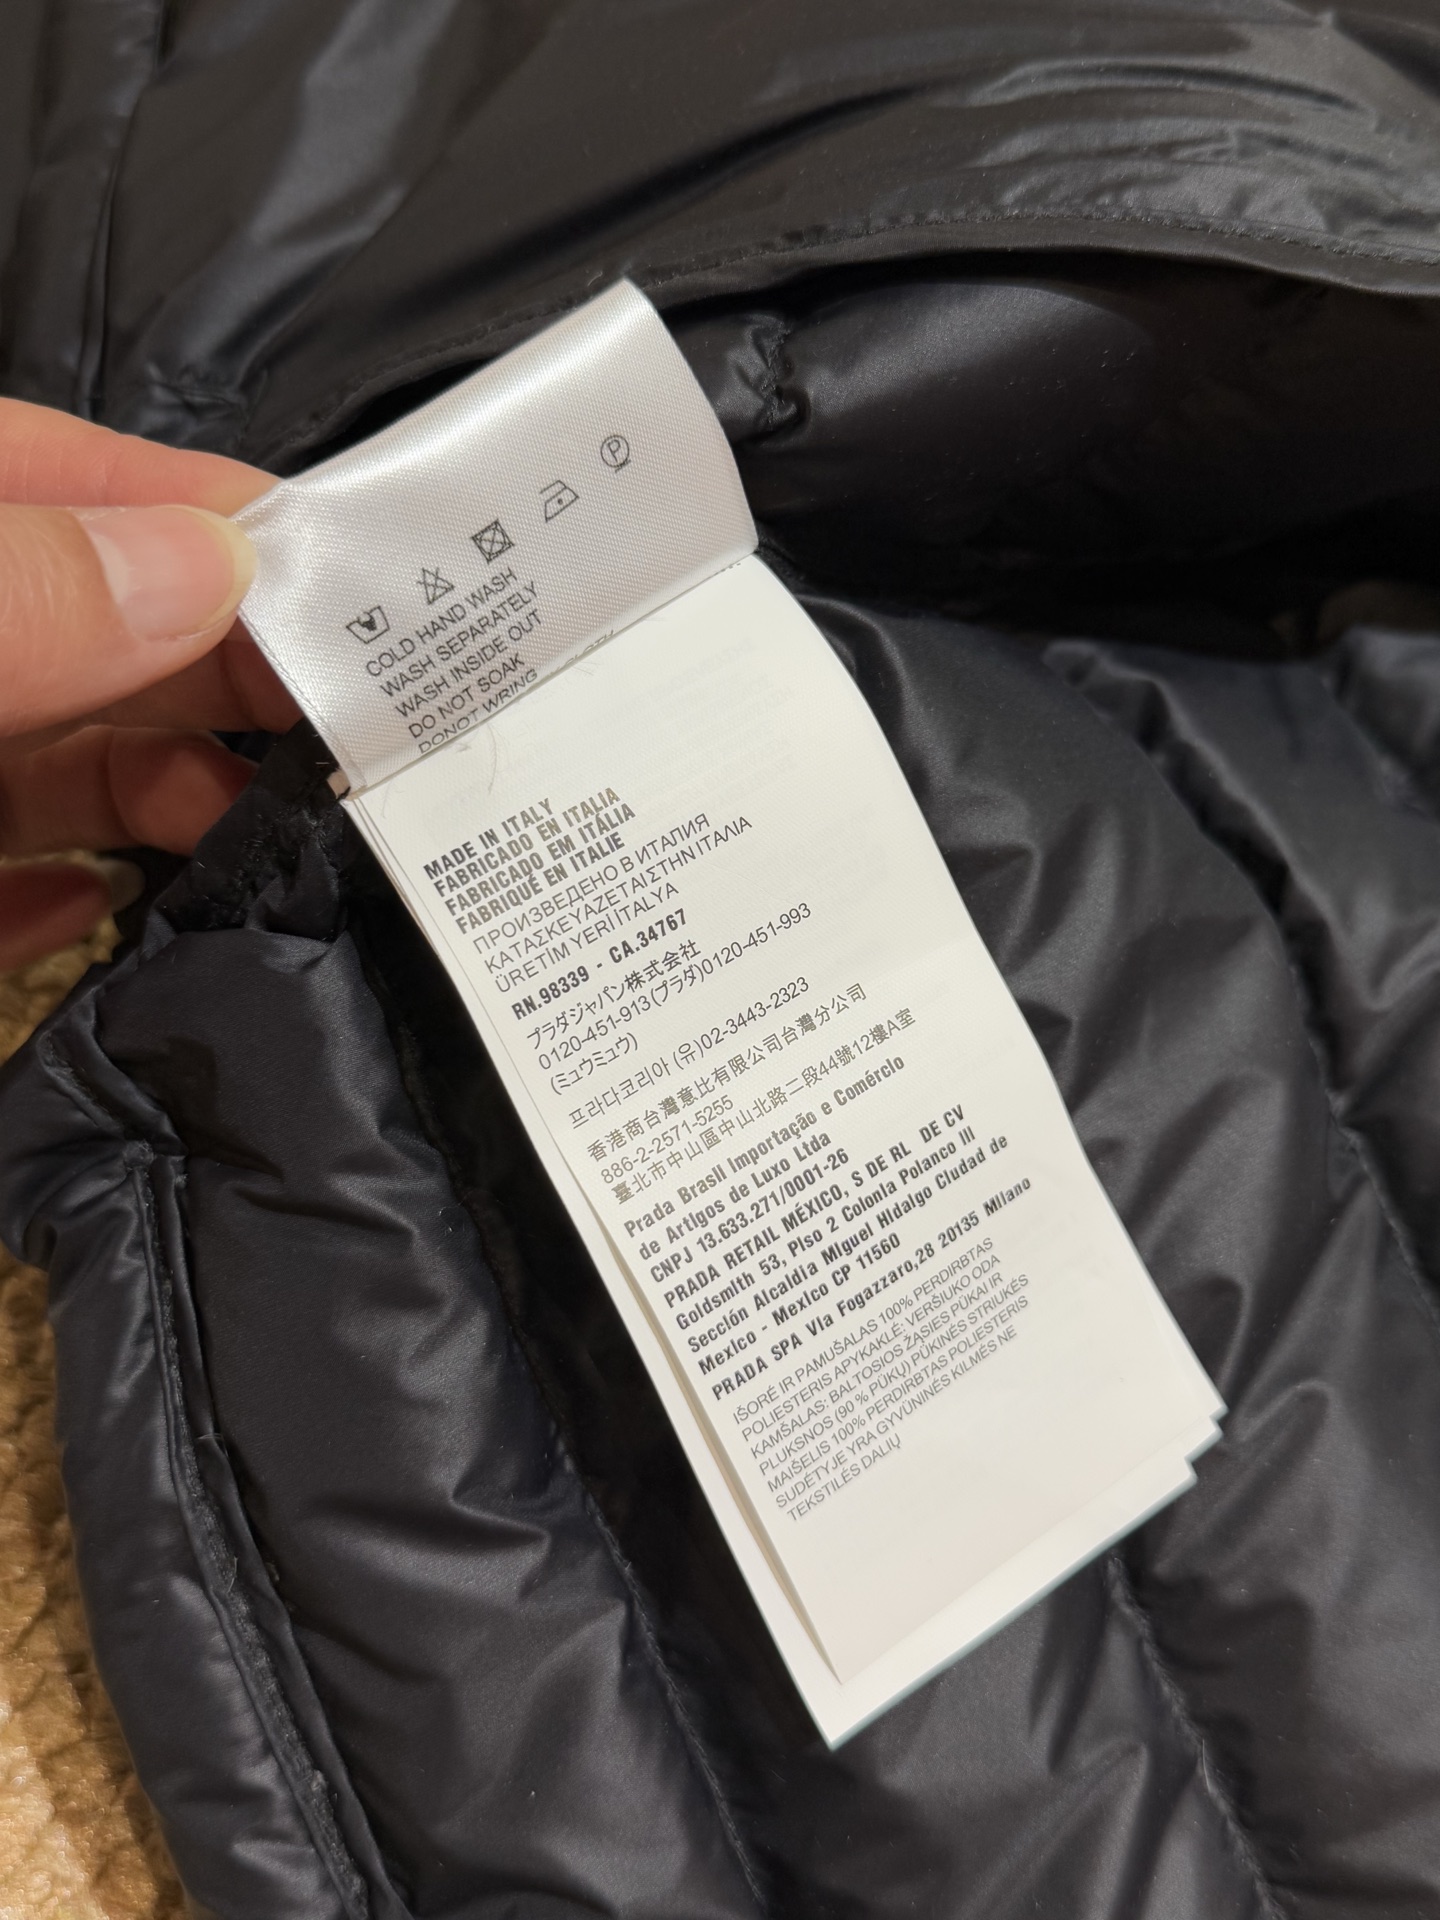 P
COLD HAND WASH
WASH SEPARATELY
WASH INSIDE OUT
DO NOT SOAK
DO NOT WRING
CLOTH
MADE IN ITALY
FABRICADO EN ITALIA
FABRICADO EM ITÁLIA
FABRIQUÉ EN ITALIE
ПРОИЗВЕДЕНО В ИТАПИЯ
ΚΑΤΑΣΚΕΥΑΖΕΤΑΙ ΣΤΗΝ ΙΤΑΛΙΑ
ÜRETİM YERİ İTALYA
RN.98339 - CA.34767
プラダジャパン株式会社
0120-451-913(プラダ)0120-451-993
(ミュウミュウ)
프라다코리아 (유)02-3443-2323
香港商台灣意比有限公司台灣分公司
886-2-2571-5255
臺北市中山區中山北路二段44號12樓A室
Prada Brasil Importação e Comércio
de Artigos de Luxo Ltda
CNPJ 13.633.271/0001-26
PRADA RETAIL MÉXICO, S DE RL DE CV
Goldsmith 53, Piso 2 Colonia Polanco III
Sección Alcaldia Miguel Hidalgo Ciudad de
Mexico - Mexico CP 11560
PRADA SPA Via Fogazzaro,28 20135 Milano
IŠORĖ IR PAMUŠALAS 100% PERDIRBTAS
POLIESTERIS APYKAKLĖ: VERŠIUKO ODA
KAMŠALAS: BALTOSIOS ŽĄSIES PŪKAI IR
PLUKSNOS (90 % PŪKŲ) PŪKINĖS STRIUKĖS
MAIŠELIS 100% PERDIRBTAS POLIESTERIS
SUDĖTYJE YRA GYVŪNINĖS KILMĖS NE
TEKSTILĖS DALIŲ